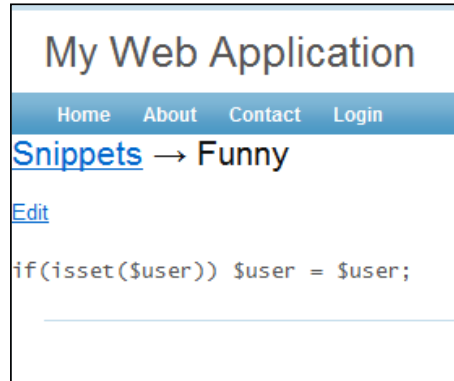 My Web Application
Home About Contact Login
Snippets → Funny
Edit
if(isset($user)) $user = $user;